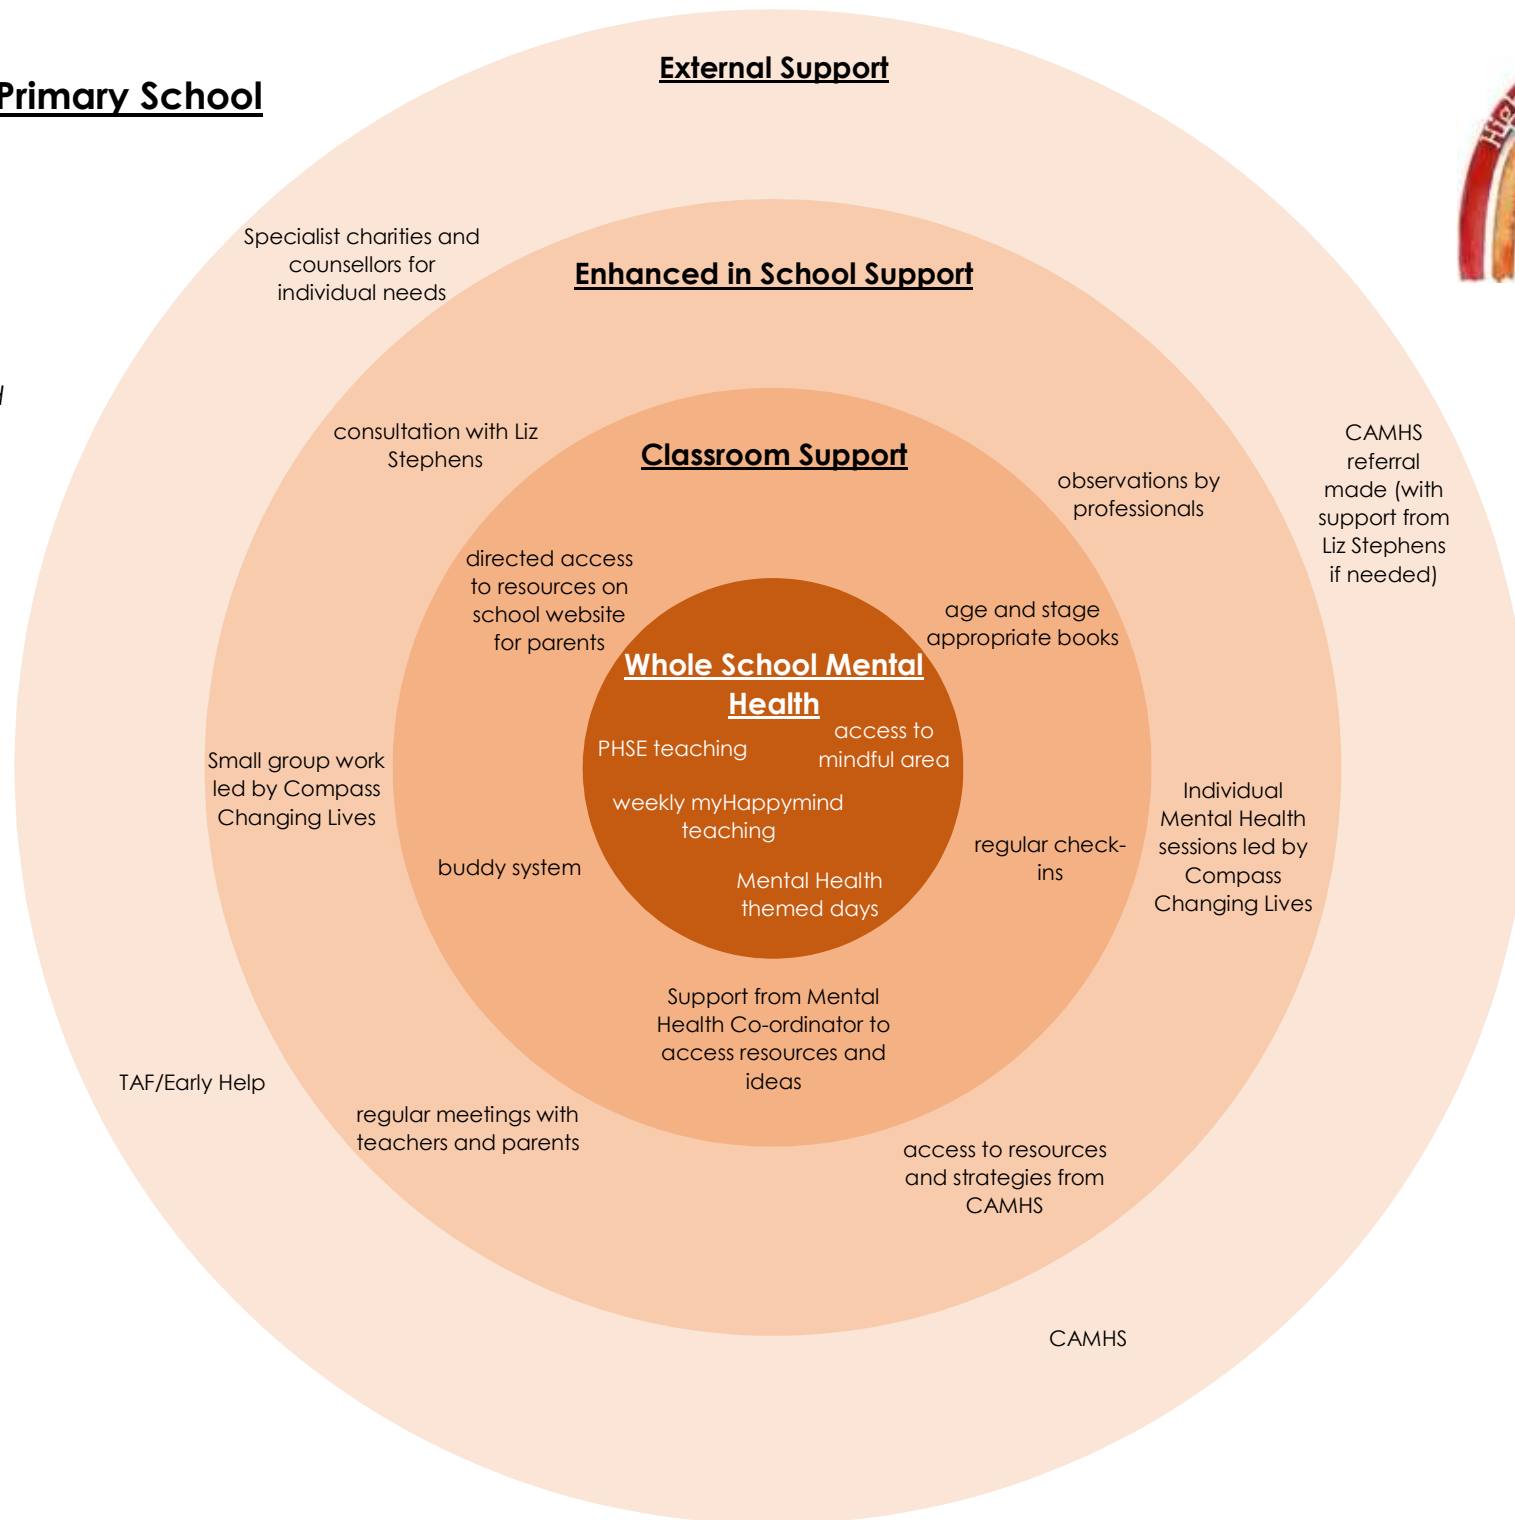 Primary School
External Support
Specialist charities and
counsellors for
individual needs
Enhanced in School Support
consultation with Liz
Stephens
Classroom Support
CAMHS
referral
made (with
support from
Liz Stephens
if needed)
observations by
professionals
directed access
to resources on
school website
for parents
age and stage
appropriate books
Whole School Mental
Health
PHSE teaching
access to
mindful area
weekly myHappymind
teaching
Mental Health
themed days
Small group work
led by Compass
Changing Lives
buddy system
regular check-
ins
Individual
Mental Health
sessions led by
Compass
Changing Lives
Support from Mental
Health Co-ordinator to
access resources and
ideas
TAF/Early Help
regular meetings with
teachers and parents
access to resources
and strategies from
CAMHS
CAMHS